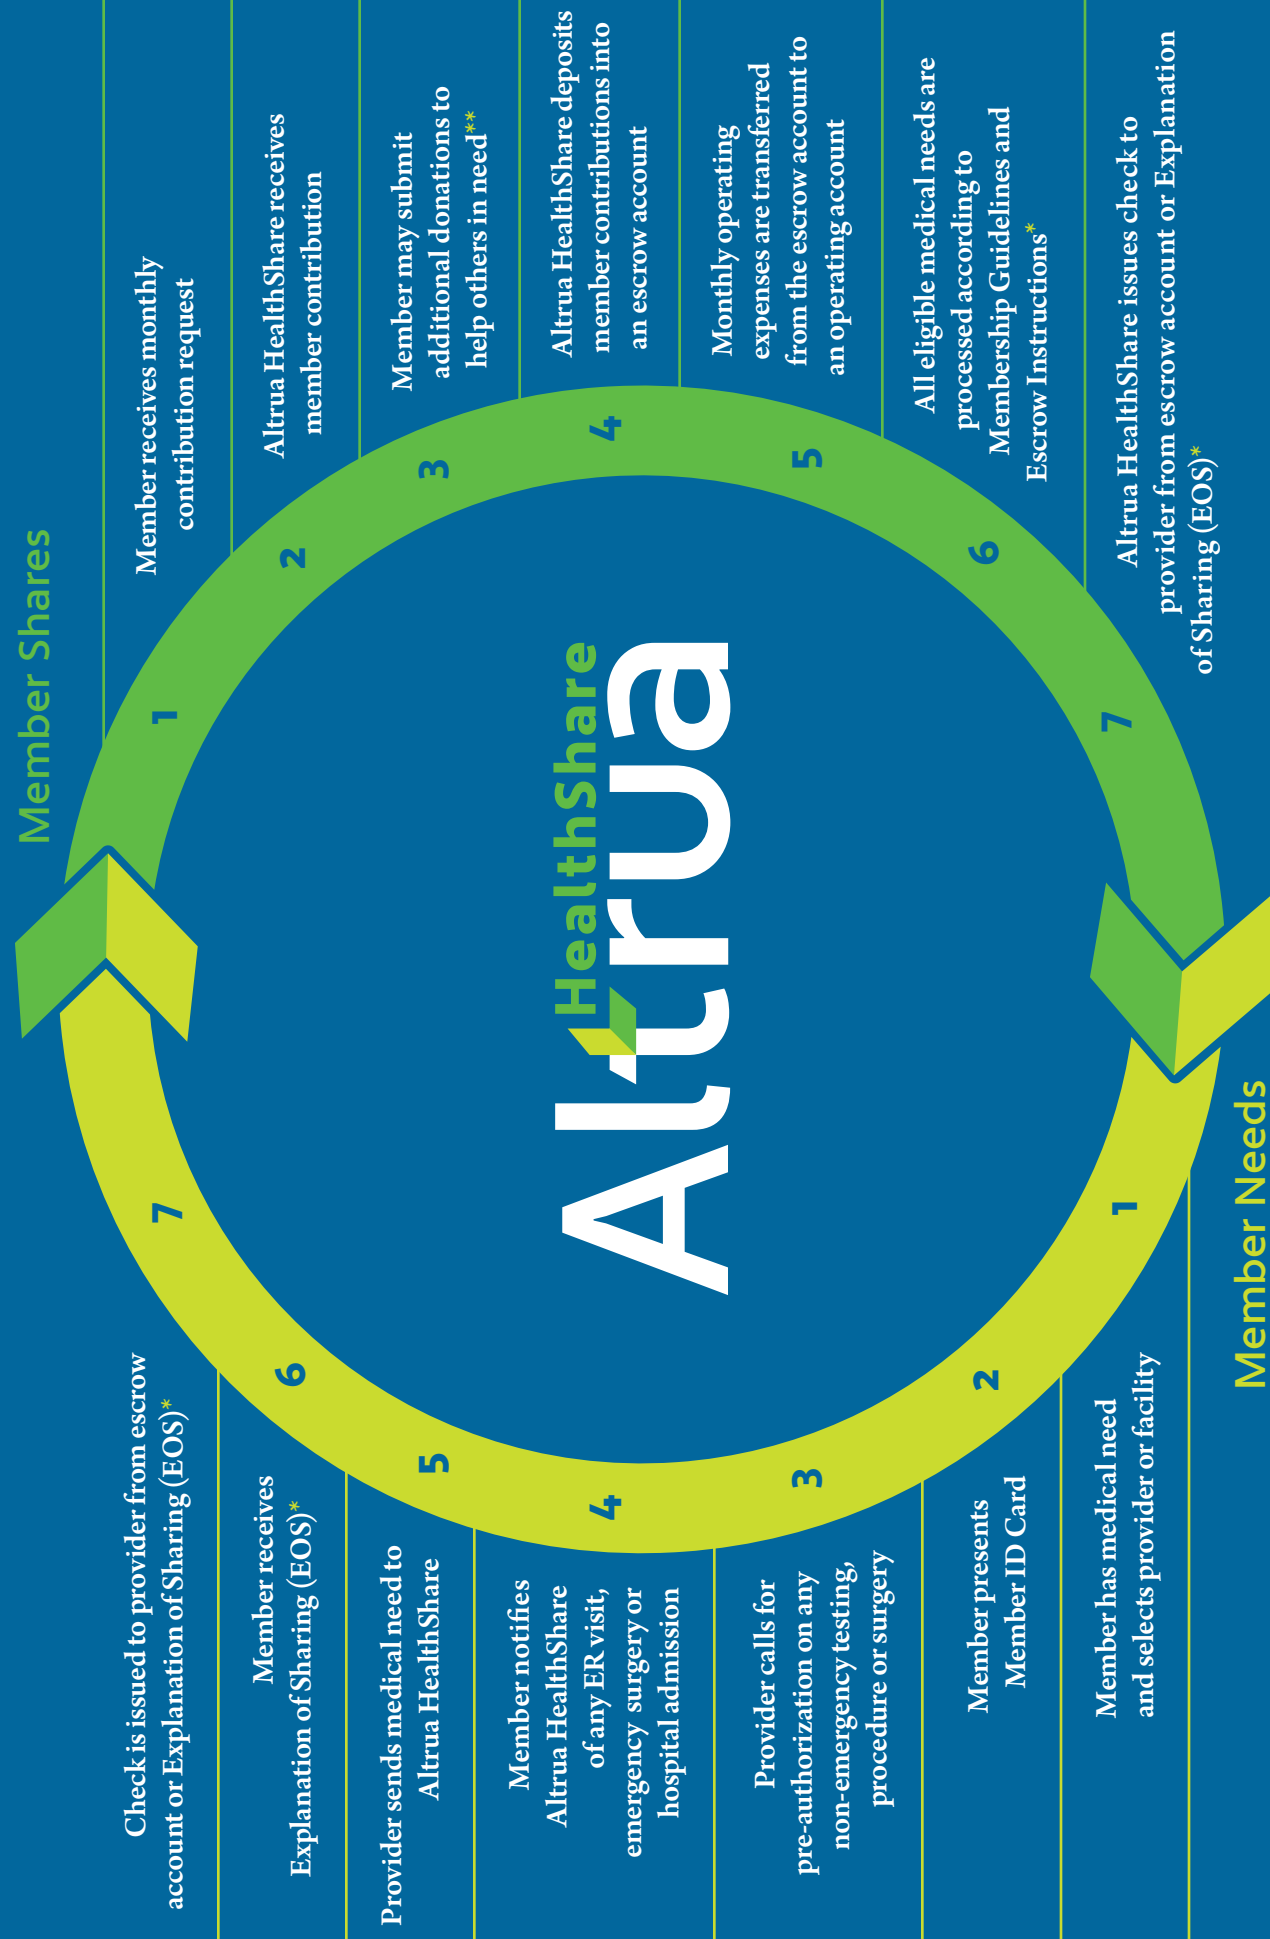 Member Shares
1
Member receives monthly
contribution request
2
Altrua HealthShare receives
member contribution
3
Member may submit
additional donations to
help others in need**
4
Altrua HealthShare deposits
member contributions into
an escrow account
5
Monthly operating
expenses are transferred
from the escrow account to
an operating account
6
All eligible medical needs are
processed according to
Membership Guidelines and
Escrow Instructions*
7
Altrua HealthShare issues check to
provider from escrow account or Explanation
of Sharing (EOS)*
HealthShare
Altrua
Member Needs
1
Member has medical need
and selects provider or facility
2
Member presents
Member ID Card
3
Provider calls for
pre-authorization on any
non-emergency testing,
procedure or surgery
4
Member notifies
Altrua HealthShare
of any ER visit,
emergency surgery or
hospital admission
5
Provider sends medical need to
Altrua HealthShare
6
Member receives
Explanation of Sharing (EOS)*
7
Check is issued to provider from escrow
account or Explanation of Sharing (EOS)*